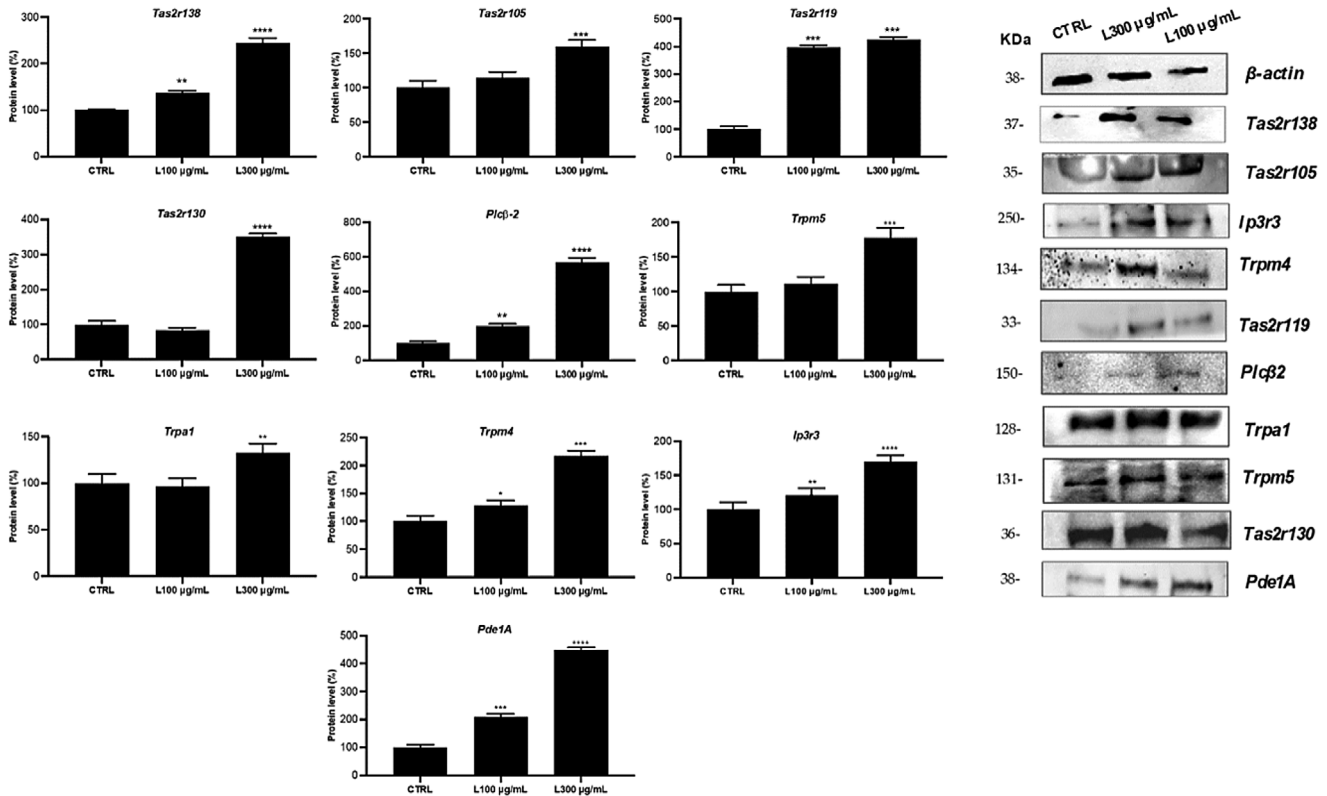 Tas2r138
Protein level (%)
300
200
100
0
**
****
CTRL
L100 µg/mL
L300 µg/mL
Tas2r105
Protein level (%)
200
150
100
50
0
***
CTRL
L100 µg/mL
L300 µg/mL
Tas2r119
Protein level (%)
500
400
300
200
100
0
***
***
CTRL
L100 µg/mL
L300 µg/mL
Tas2r130
Protein level (%)
400
300
200
100
0
****
CTRL
L100 µg/mL
L300 µg/mL
Plcβ-2
Protein level (%)
800
600
400
200
0
**
****
CTRL
L100 µg/mL
L300 µg/mL
Trpm5
Protein level (%)
200
150
100
50
0
***
CTRL
L100 µg/mL
L300 µg/mL
Trpa1
Protein level (%)
150
100
50
0
**
CTRL
L100 µg/mL
L300 µg/mL
Trpm4
Protein level (%)
250
200
150
100
50
0
*
***
CTRL
L100 µg/mL
L300 µg/mL
Ip3r3
Protein level (%)
200
150
100
50
0
**
****
CTRL
L100 µg/mL
L300 µg/mL
Pde1A
Protein level (%)
500
400
300
200
100
0
***
****
CTRL
L100 µg/mL
L300 µg/mL
KDa CTRL L300 µg/mL L100 µg/mL
38- β-actin
37- Tas2r138
35- Tas2r105
250- Ip3r3
134- Trpm4
33- Tas2r119
150- Plcβ2
128- Trpa1
131- Trpm5
36- Tas2r130
38- Pde1A